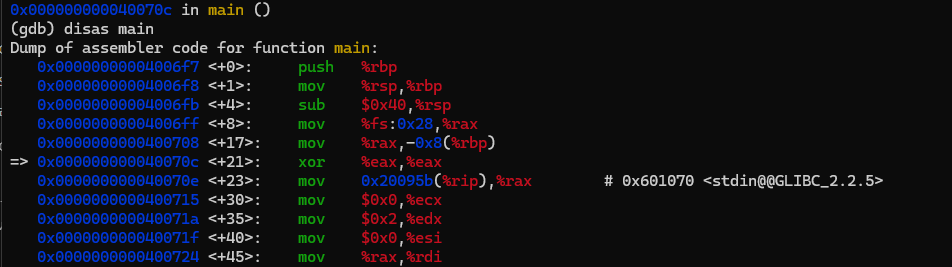 0x000000000040070c in main ()
(gdb) disas main
Dump of assembler code for function main:
   0x00000000004006f7 <+0>:     push   %rbp
   0x00000000004006f8 <+1>:     mov    %rsp,%rbp
   0x00000000004006fb <+4>:     sub    $0x40,%rsp
   0x00000000004006ff <+8>:     mov    %fs:0x28,%rax
   0x0000000000400708 <+17>:    mov    %rax,-0x8(%rbp)
=> 0x000000000040070c <+21>:    xor    %eax,%eax
   0x000000000040070e <+23>:    mov    0x20095b(%rip),%rax        # 0x601070 <stdin@@GLIBC_2.2.5>
   0x0000000000400715 <+30>:    mov    $0x0,%ecx
   0x000000000040071a <+35>:    mov    $0x2,%edx
   0x000000000040071f <+40>:    mov    $0x0,%esi
   0x0000000000400724 <+45>:    mov    %rax,%rdi